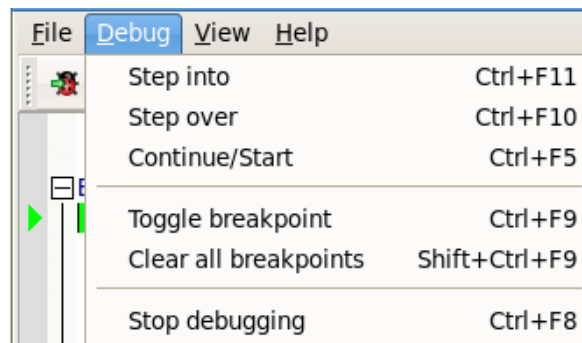 File Debug View Help
Step into Ctrl+F11
Step over Ctrl+F10
Continue/Start Ctrl+F5
Toggle breakpoint Ctrl+F9
Clear all breakpoints Shift+Ctrl+F9
Stop debugging Ctrl+F8